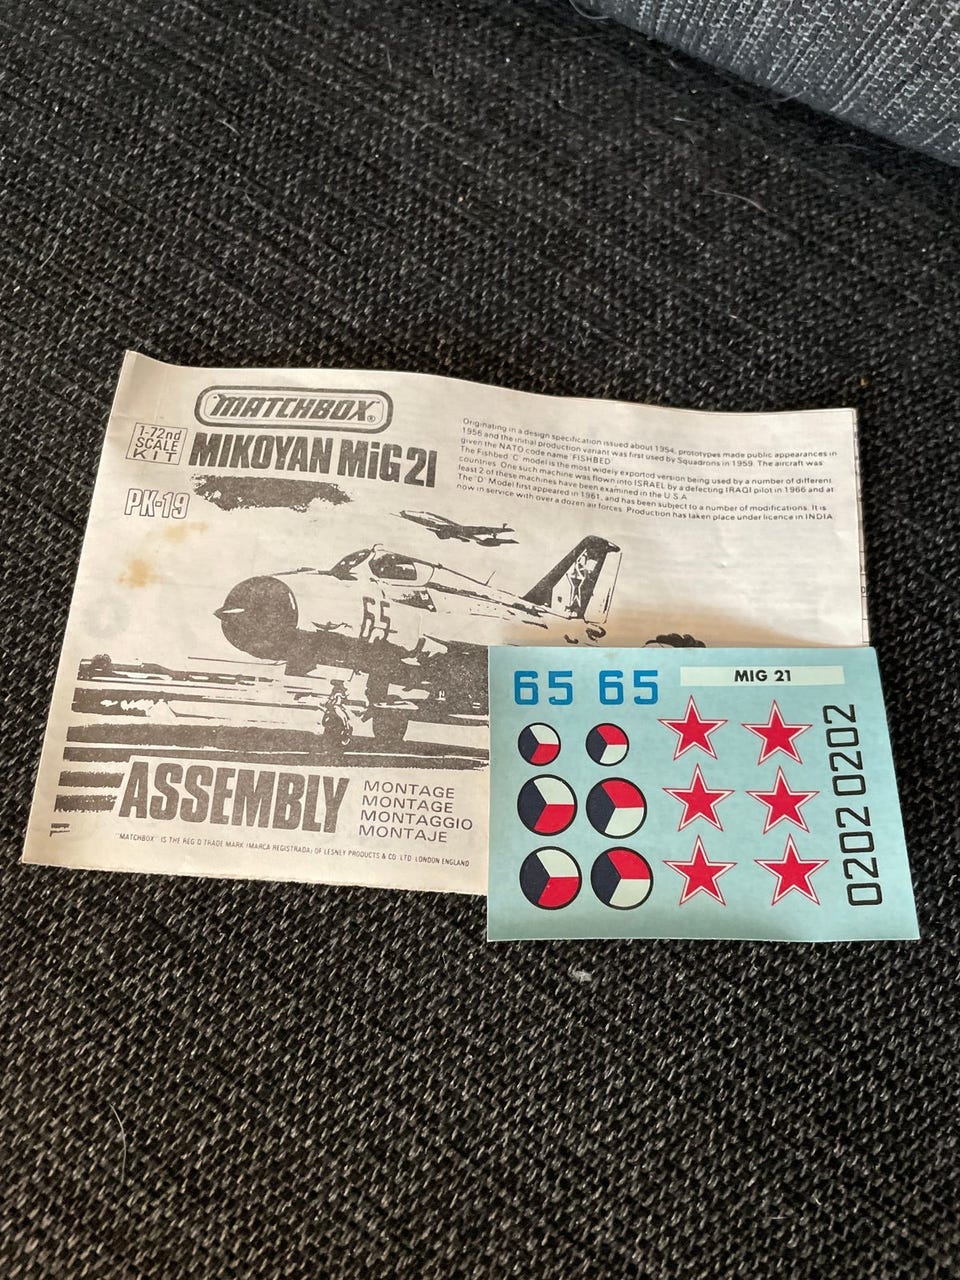 MATCHBOX®
1-72nd
SCALE
KIT
MIKOYAN MiG 21
PK-19
Originating in a design specification issued about 1954, prototypes made public appearances in
1956 and the initial production variant was first used by Squadrons in 1959. The aircraft was
given the NATO code name 'FISHBED'
The Fishbed 'C' model is the most widely exported version being used by a number of different
countries. One such machine was flown into ISRAEL by a defecting IRAQI pilot in 1966 and at
least 2 of these machines have been examined in the U.S.A
The 'D' Model first appeared in 1961, and has been subject to a number of modifications. It is
now in service with over a dozen air forces. Production has taken place under licence in INDIA
65
ASSEMBLY
MONTAGE
MONTAGE
MONTAGGIO
MONTAJE
"MATCHBOX" IS THE REG'D TRADE MARK (MARCA REGISTRADA) OF LESNEY PRODUCTS & CO. LTD. LONDON ENGLAND
65 65
MIG 21
0202 0202